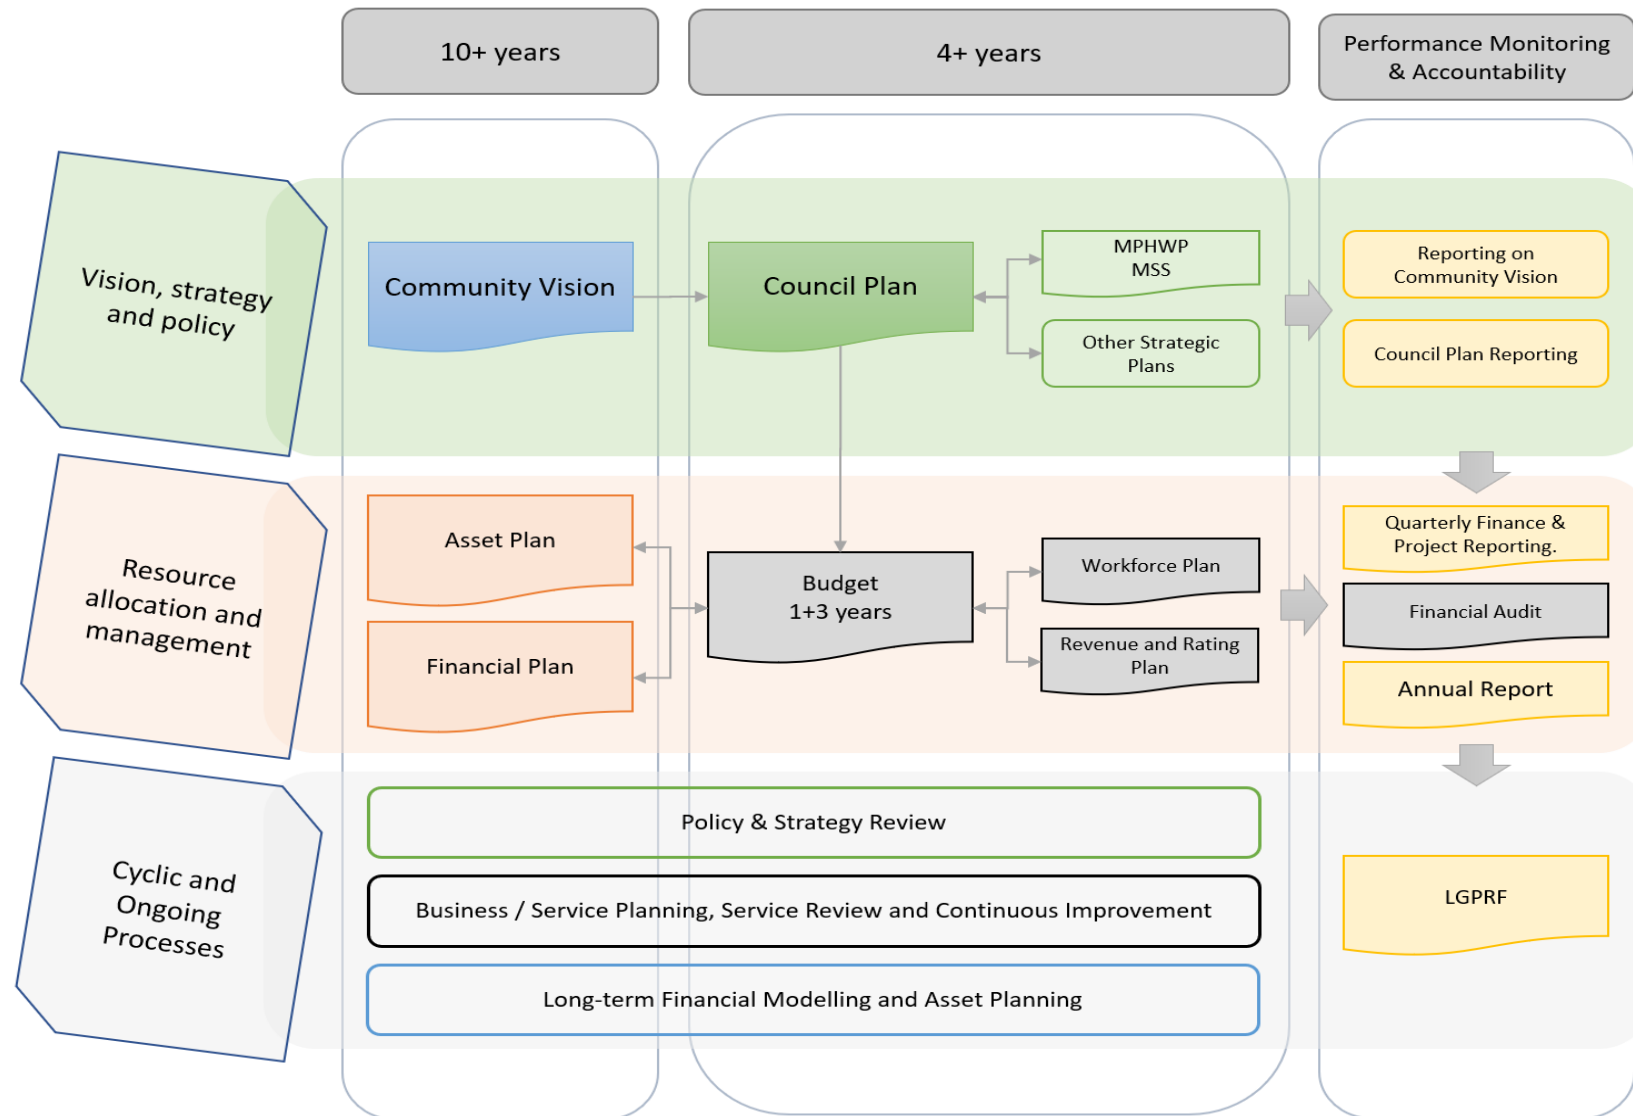 10+ years
4+ years
Performance Monitoring
& Accountability
Vision, strategy
and policy
Community Vision
Council Plan
MPHWP
MSS
Other Strategic
Plans
Reporting on
Community Vision
Council Plan Reporting
Resource
allocation and
management
Asset Plan
Financial Plan
Budget
1+3 years
Workforce Plan
Revenue and Rating
Plan
Quarterly Finance &
Project Reporting.
Financial Audit
Annual Report
Cyclic and
Ongoing
Processes
Policy & Strategy Review
Business / Service Planning, Service Review and Continuous Improvement
Long-term Financial Modelling and Asset Planning
LGPRF